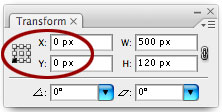 Transform ×
X: 0 px W: 500 px
Y: 0 px H: 120 px
0° 0°